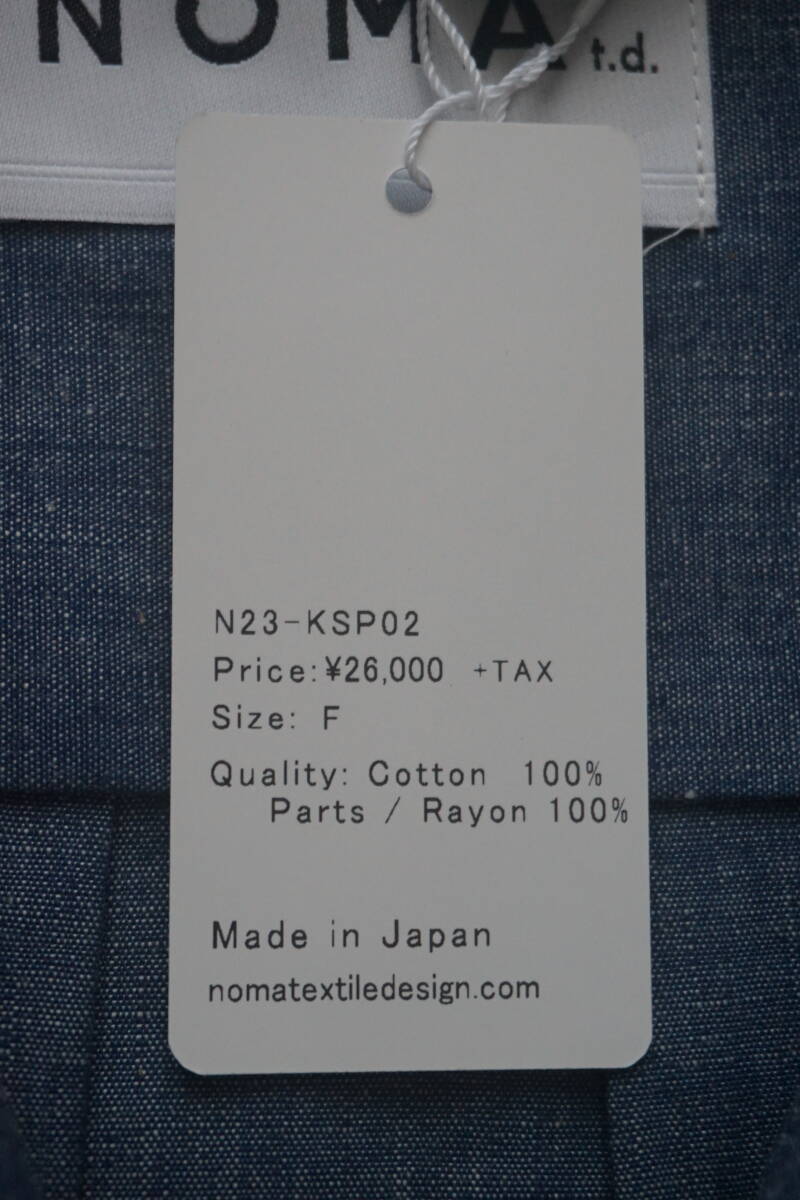 NOMA t.d.
N23-KSP02
Price:¥26,000 +TAX
Size: F
Quality: Cotton 100%
Parts / Rayon 100%
Made in Japan
nomatextiledesign.com